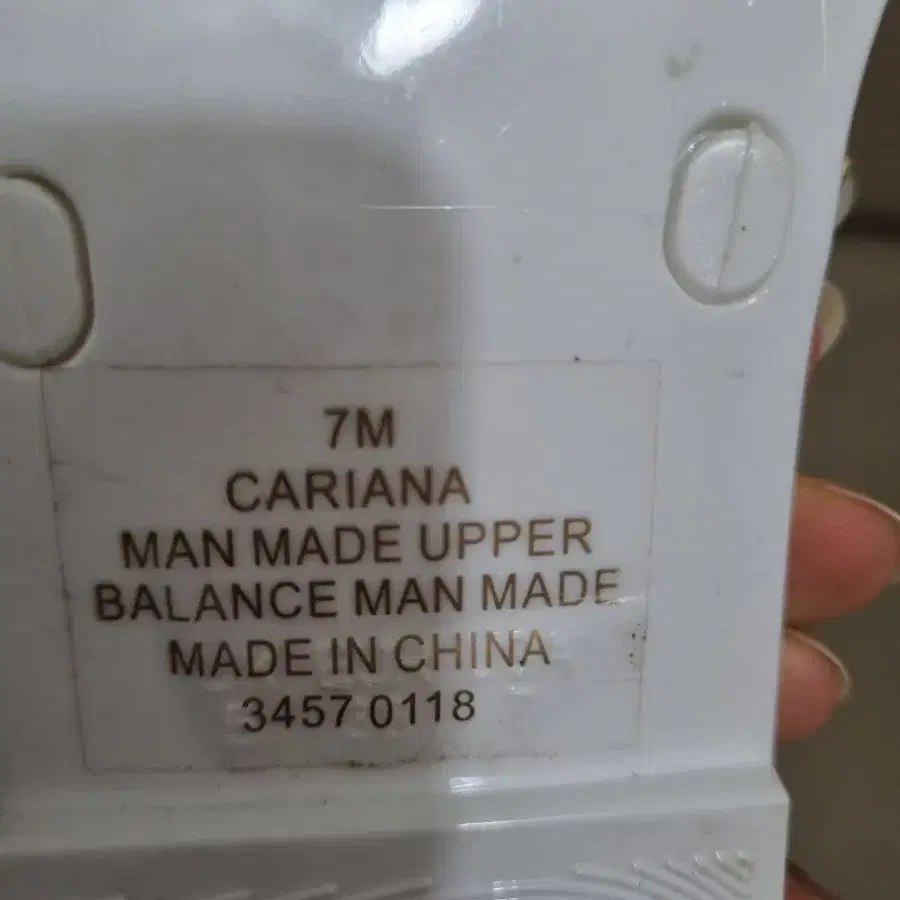 7M
CARIANA
MAN MADE UPPER
BALANCE MAN MADE
MADE IN CHINA
3457 0118